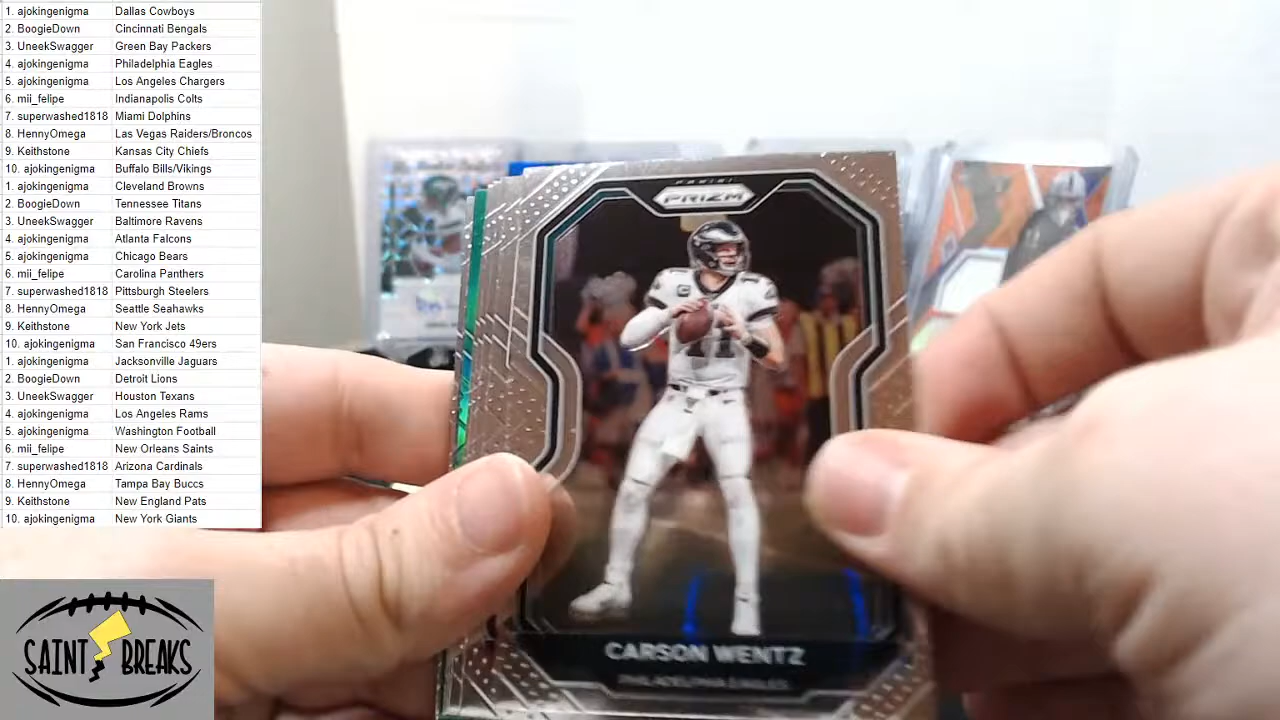 1. ajokingenigma Dallas Cowboys
2. BoogieDown Cincinnati Bengals
3. UneekSwagger Green Bay Packers
4. ajokingenigma Philadelphia Eagles
5. ajokingenigma Los Angeles Chargers
6. mii_felipe Indianapolis Colts
7. superwashed1818 Miami Dolphins
8. HennyOmega Las Vegas Raiders/Broncos
9. Keithstone Kansas City Chiefs
10. ajokingenigma Buffalo Bills/Vikings
1. ajokingenigma Cleveland Browns
2. BoogieDown Tennessee Titans
3. UneekSwagger Baltimore Ravens
4. ajokingenigma Atlanta Falcons
5. ajokingenigma Chicago Bears
6. mii_felipe Carolina Panthers
7. superwashed1818 Pittsburgh Steelers
8. HennyOmega Seattle Seahawks
9. Keithstone New York Jets
10. ajokingenigma San Francisco 49ers
1. ajokingenigma Jacksonville Jaguars
2. BoogieDown Detroit Lions
3. UneekSwagger Houston Texans
4. ajokingenigma Los Angeles Rams
5. ajokingenigma Washington Football
6. mii_felipe New Orleans Saints
7. superwashed1818 Arizona Cardinals
8. HennyOmega Tampa Bay Buccs
9. Keithstone New England Pats
10. ajokingenigma New York Giants
SAINT BREAKS
PANINI
PRIZM
11
CARSON WENTZ
PHILADELPHIA EAGLES